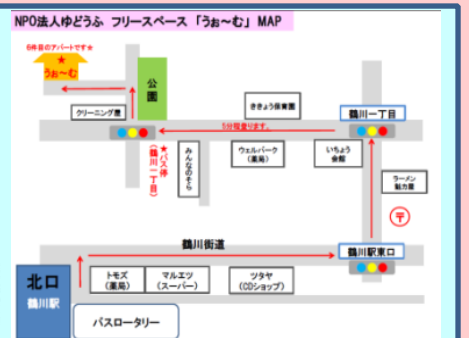 NPO法人ゆどうふ フリースペース 「うぉ～む」 MAP
6件目のアパートです★
★
うぉ～む
公園
クリーニング屋
ききょう保育園
鶴川一丁目
5分程登ります。
★バス停
(鶴川一丁目)
みんなのそら
ウェルパーク
(薬局)
いちょう
会館
ラーメン
魁力屋
〒
鶴川街道
鶴川駅東口
北口
鶴川駅
トモズ
(薬局)
マルエツ
(スーパー)
ツタヤ
(CDショップ)
バスロータリー